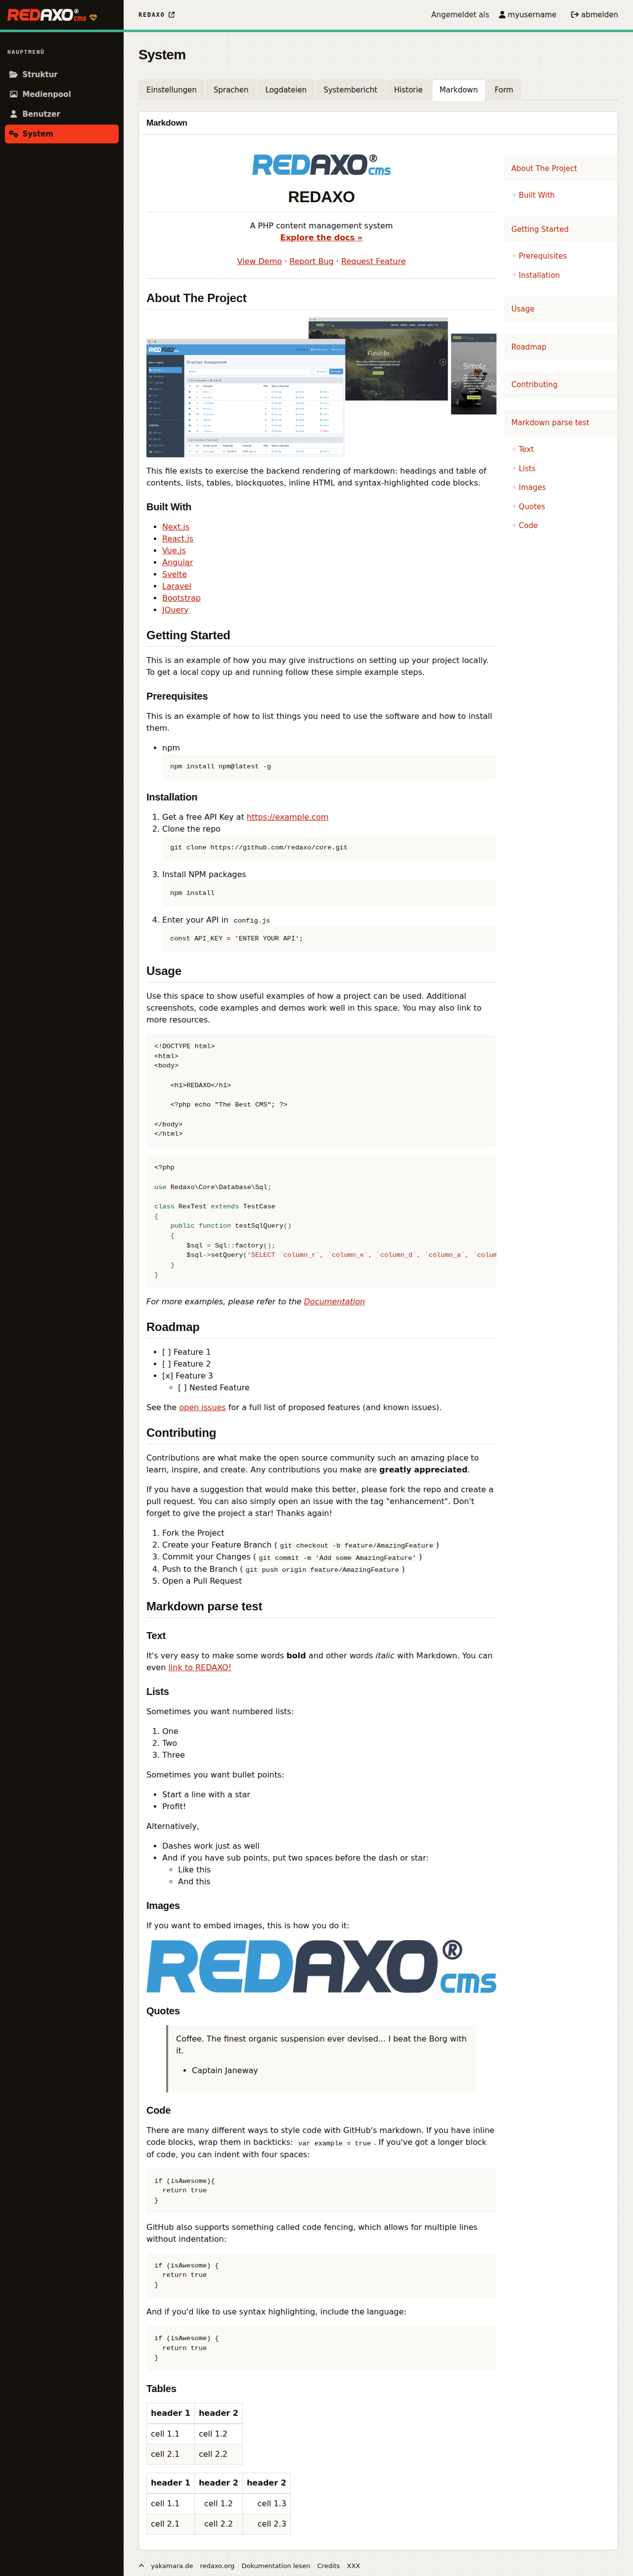 REDAXO® cms
REDAXO
Angemeldet als myusername abmelden
HAUPTMENÜ
Struktur
Medienpool
Benutzer
System
System
Einstellungen Sprachen Logdateien Systembericht Historie Markdown Form
Markdown
REDAXO® cms
REDAXO
A PHP content management system
Explore the docs »
View Demo · Report Bug · Request Feature
About The Project
Built With
Getting Started
Prerequisites
Installation
Usage
Roadmap
Contributing
Markdown parse test
Text
Lists
Images
Quotes
Code
About The Project
REDAXO
Structure management
Flexible
Simple
This file exists to exercise the backend rendering of markdown: headings and table of
contents, lists, tables, blockquotes, inline HTML and syntax-highlighted code blocks.
Built With
• Next.js
• React.js
• Vue.js
• Angular
• Svelte
• Laravel
• Bootstrap
• JQuery
Getting Started
This is an example of how you may give instructions on setting up your project locally.
To get a local copy up and running follow these simple example steps.
Prerequisites
This is an example of how to list things you need to use the software and how to install
them.
• npm
npm install npm@latest -g
Installation
1. Get a free API Key at https://example.com
2. Clone the repo
git clone https://github.com/redaxo/core.git
3. Install NPM packages
npm install
4. Enter your API in config.js
const API_KEY = 'ENTER YOUR API';
Usage
Use this space to show useful examples of how a project can be used. Additional
screenshots, code examples and demos work well in this space. You may also link to
more resources.
<!DOCTYPE html>
<html>
<body>
<h1>REDAXO</h1>
<?php echo "The Best CMS"; ?>
</body>
</html>
<?php
use Redaxo\Core\Database\Sql;
class RexTest extends TestCase
{
public function testSqlQuery()
{
$sql = Sql::factory();
$sql->setQuery('SELECT `column_r`, `column_e`, `column_d`, `column_a`, `colum
}
}
For more examples, please refer to the Documentation
Roadmap
• [ ] Feature 1
• [ ] Feature 2
• [x] Feature 3
◦ [ ] Nested Feature
See the open issues for a full list of proposed features (and known issues).
Contributing
Contributions are what make the open source community such an amazing place to
learn, inspire, and create. Any contributions you make are greatly appreciated.
If you have a suggestion that would make this better, please fork the repo and create a
pull request. You can also simply open an issue with the tag "enhancement". Don't
forget to give the project a star! Thanks again!
1. Fork the Project
2. Create your Feature Branch ( git checkout -b feature/AmazingFeature )
3. Commit your Changes ( git commit -m 'Add some AmazingFeature' )
4. Push to the Branch ( git push origin feature/AmazingFeature )
5. Open a Pull Request
Markdown parse test
Text
It's very easy to make some words bold and other words italic with Markdown. You can
even link to REDAXO!
Lists
Sometimes you want numbered lists:
1. One
2. Two
3. Three
Sometimes you want bullet points:
• Start a line with a star
• Profit!
Alternatively,
• Dashes work just as well
• And if you have sub points, put two spaces before the dash or star:
◦ Like this
◦ And this
Images
If you want to embed images, this is how you do it:
REDAXO® cms
Quotes
Coffee. The finest organic suspension ever devised... I beat the Borg with
it.
• Captain Janeway
Code
There are many different ways to style code with GitHub's markdown. If you have inline
code blocks, wrap them in backticks: var example = true . If you've got a longer block
of code, you can indent with four spaces:
if (isAwesome){
return true
}
GitHub also supports something called code fencing, which allows for multiple lines
without indentation:
if (isAwesome) {
return true
}
And if you'd like to use syntax highlighting, include the language:
if (isAwesome) {
return true
}
Tables
header 1 header 2
cell 1.1 cell 1.2
cell 2.1 cell 2.2
header 1 header 2 header 2
cell 1.1 cell 1.2 cell 1.3
cell 2.1 cell 2.2 cell 2.3
yakamara.de redaxo.org Dokumentation lesen Credits XXX